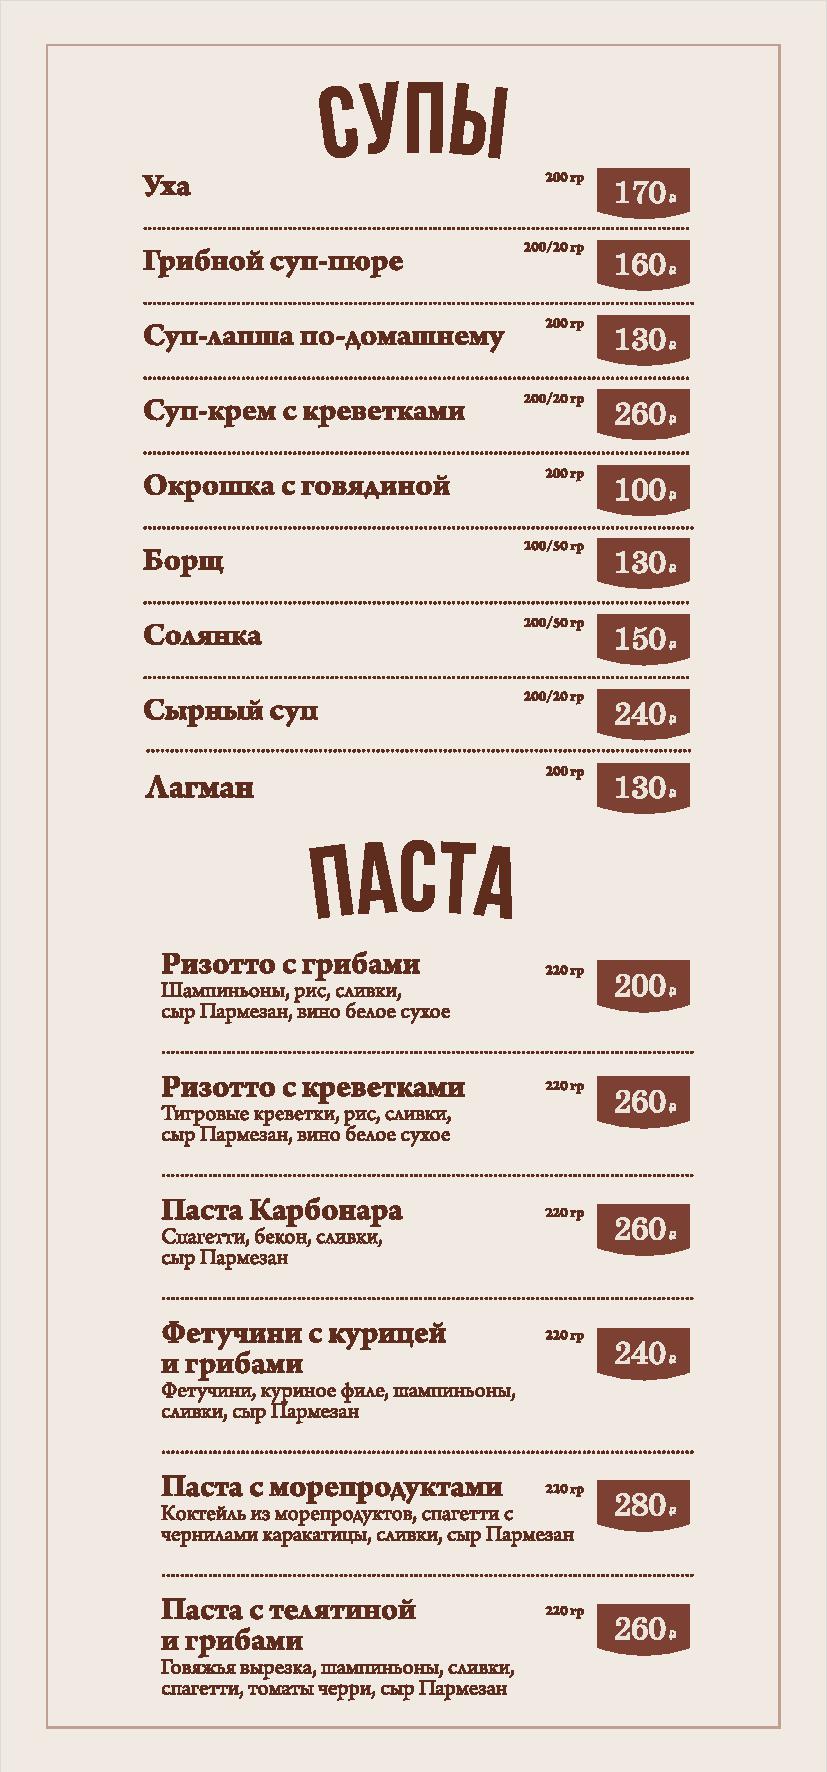 СУПЫ
Уха 200 гр 170₽
Грибной суп-пюре 200/20 гр 160₽
Суп-лапша по-домашнему 200 гр 130₽
Суп-крем с креветками 200/20 гр 260₽
Окрошка с говядиной 200 гр 100₽
Борщ 200/50 гр 130₽
Солянка 200/50 гр 150₽
Сырный суп 200/20 гр 240₽
Лагман 200 гр 130₽
ПАСТА
Ризотто с грибами 220 гр 200₽
Шампиньоны, рис, сливки,
сыр Пармезан, вино белое сухое
Ризотто с креветками 220 гр 260₽
Тигровые креветки, рис, сливки,
сыр Пармезан, вино белое сухое
Паста Карбонара 220 гр 260₽
Спагетти, бекон, сливки,
сыр Пармезан
Фетучини с курицей 220 гр 240₽
и грибами
Фетучини, куриное филе, шампиньоны,
сливки, сыр Пармезан
Паста с морепродуктами 220 гр 280₽
Коктейль из морепродуктов, спагетти с
чернилами каракатицы, сливки, сыр Пармезан
Паста с телятиной 220 гр 260₽
и грибами
Говяжья вырезка, шампиньоны, сливки,
спагетти, томаты черри, сыр Пармезан